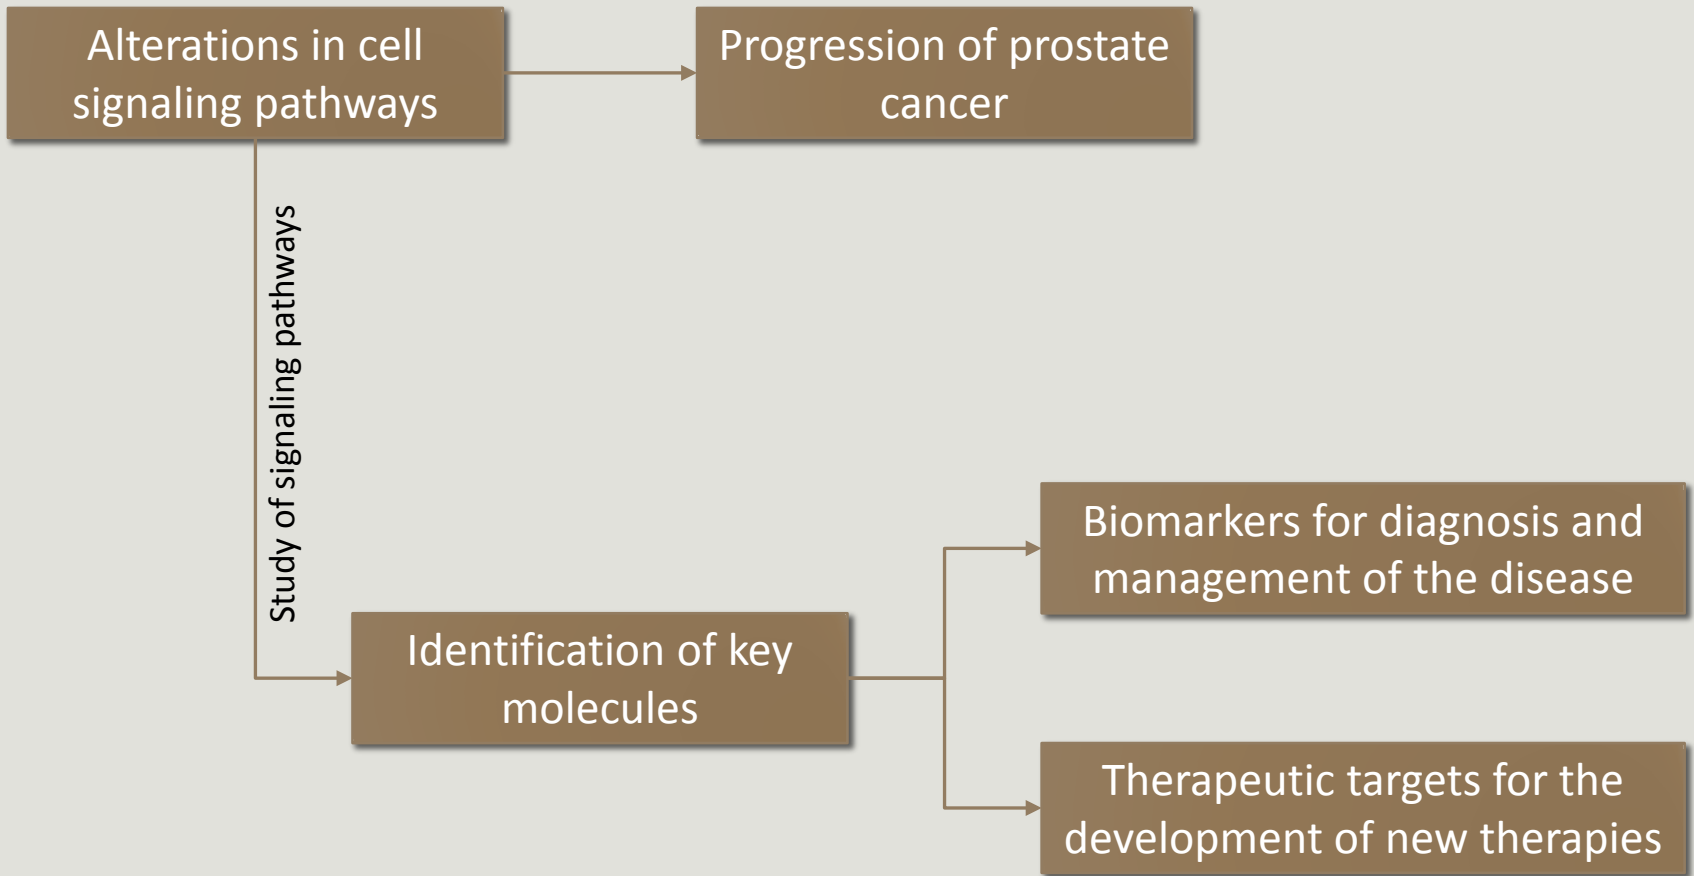 Alterations in cell
signaling pathways
Progression of prostate
cancer
Study of signaling pathways
Identification of key
molecules
Biomarkers for diagnosis and
management of the disease
Therapeutic targets for the
development of new therapies